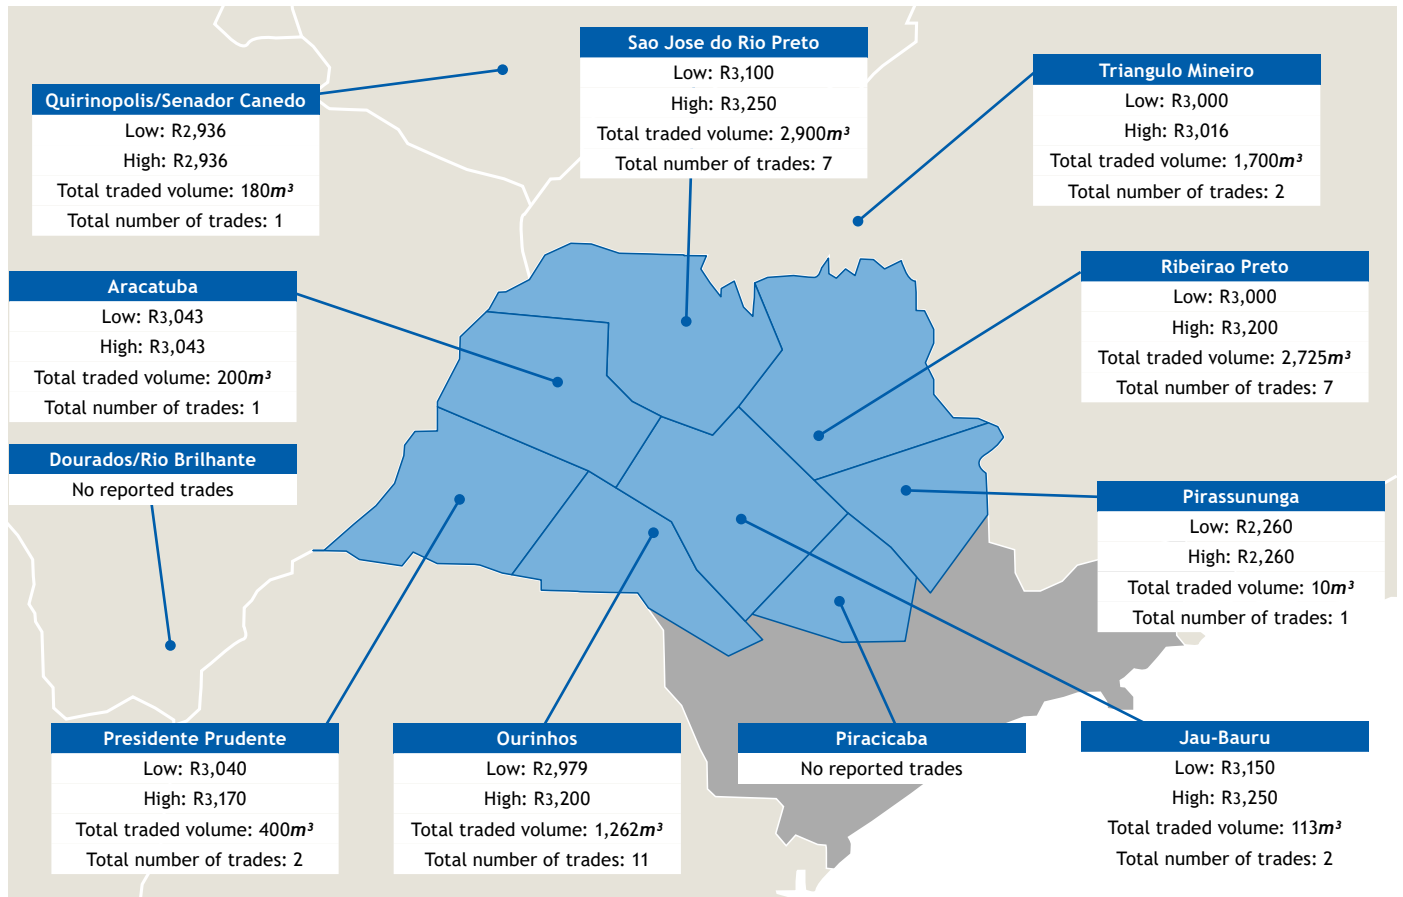 Sao Jose do Rio Preto
Low: R3,100
High: R3,250
Total traded volume: 2,900m³
Total number of trades: 7
Triangulo Mineiro
Low: R3,000
High: R3,016
Total traded volume: 1,700m³
Total number of trades: 2
Quirinopolis/Senador Canedo
Low: R2,936
High: R2,936
Total traded volume: 180m³
Total number of trades: 1
Ribeirao Preto
Low: R3,000
High: R3,200
Total traded volume: 2,725m³
Total number of trades: 7
Aracatuba
Low: R3,043
High: R3,043
Total traded volume: 200m³
Total number of trades: 1
Dourados/Rio Brilhante
No reported trades
Pirassununga
Low: R2,260
High: R2,260
Total traded volume: 10m³
Total number of trades: 1
Presidente Prudente
Low: R3,040
High: R3,170
Total traded volume: 400m³
Total number of trades: 2
Ourinhos
Low: R2,979
High: R3,200
Total traded volume: 1,262m³
Total number of trades: 11
Piracicaba
No reported trades
Jau-Bauru
Low: R3,150
High: R3,250
Total traded volume: 113m³
Total number of trades: 2